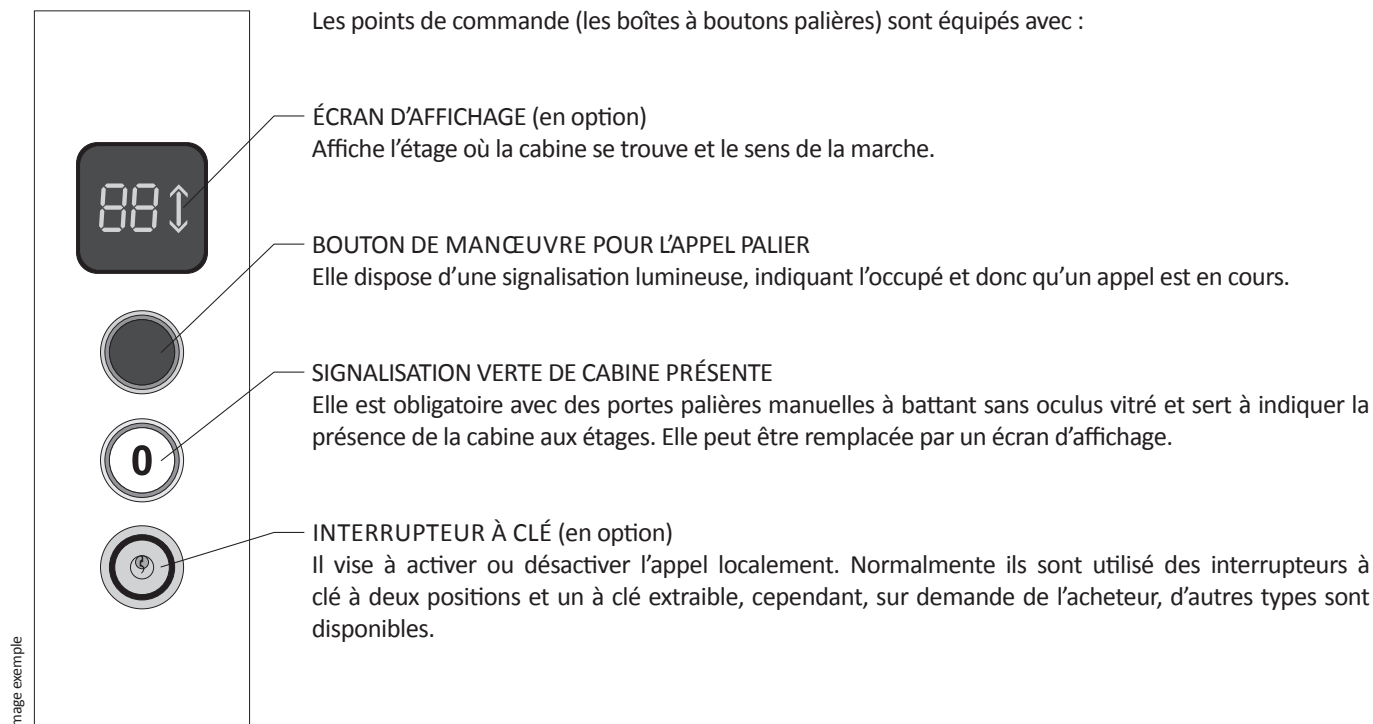 Les points de commande (les boîtes à boutons palières) sont équipés avec :
ÉCRAN D’AFFICHAGE (en option)
Affiche l’étage où la cabine se trouve et le sens de la marche.
88
BOUTON DE MANŒUVRE POUR L’APPEL PALIER
Elle dispose d’une signalisation lumineuse, indiquant l’occupé et donc qu’un appel est en cours.
SIGNALISATION VERTE DE CABINE PRÉSENTE
Elle est obligatoire avec des portes palières manuelles à battant sans oculus vitré et sert à indiquer la
présence de la cabine aux étages. Elle peut être remplacée par un écran d’affichage.
0
INTERRUPTEUR À CLÉ (en option)
Il vise à activer ou désactiver l’appel localement. Normalmente ils sont utilisé des interrupteurs à
clé à deux positions et un à clé extraible, cependant, sur demande de l’acheteur, d’autres types sont
disponibles.
exemple